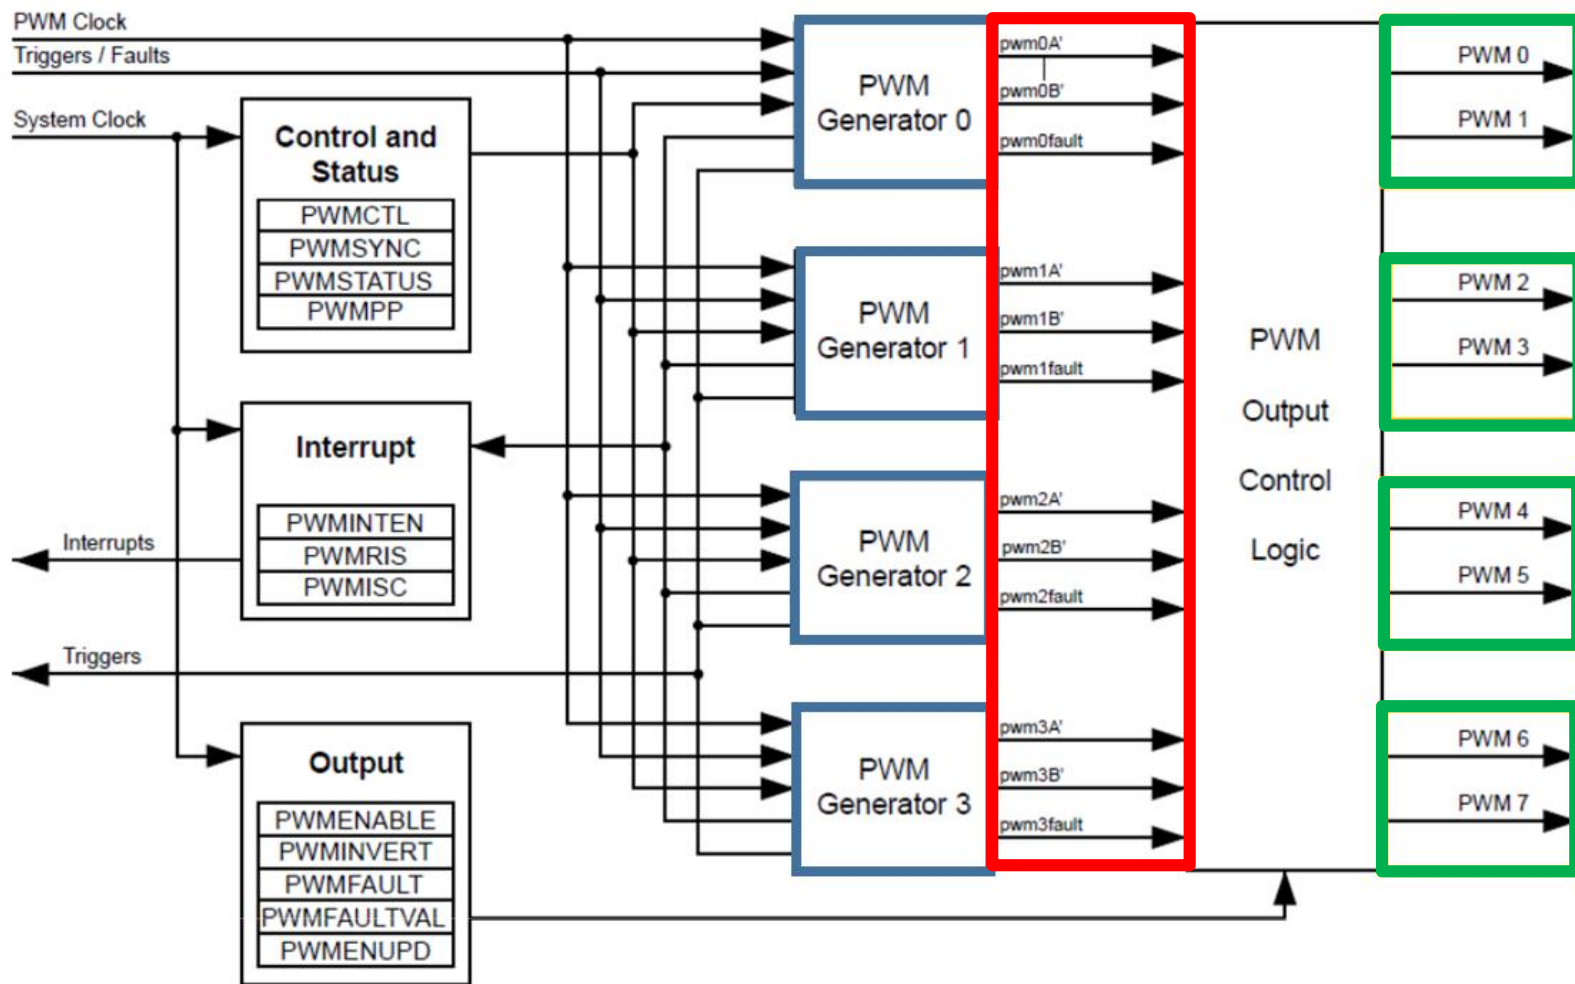 PWM Clock
Triggers / Faults
System Clock
Control and
Status
PWMCTL
PWMSYNC
PWMSTATUS
PWMPP
Interrupt
PWMINTEN
PWMRIS
PWMISC
Interrupts
Triggers
Output
PWMENABLE
PWMINVERT
PWMFAULT
PWMFAULTVAL
PWMENUPD
PWM
Generator 0
pwm0A'
pwm0B'
pwm0fault
PWM
Generator 1
pwm1A'
pwm1B'
pwm1fault
PWM
Generator 2
pwm2A'
pwm2B'
pwm2fault
PWM
Generator 3
pwm3A'
pwm3B'
pwm3fault
PWM
Output
Control
Logic
PWM 0
PWM 1
PWM 2
PWM 3
PWM 4
PWM 5
PWM 6
PWM 7